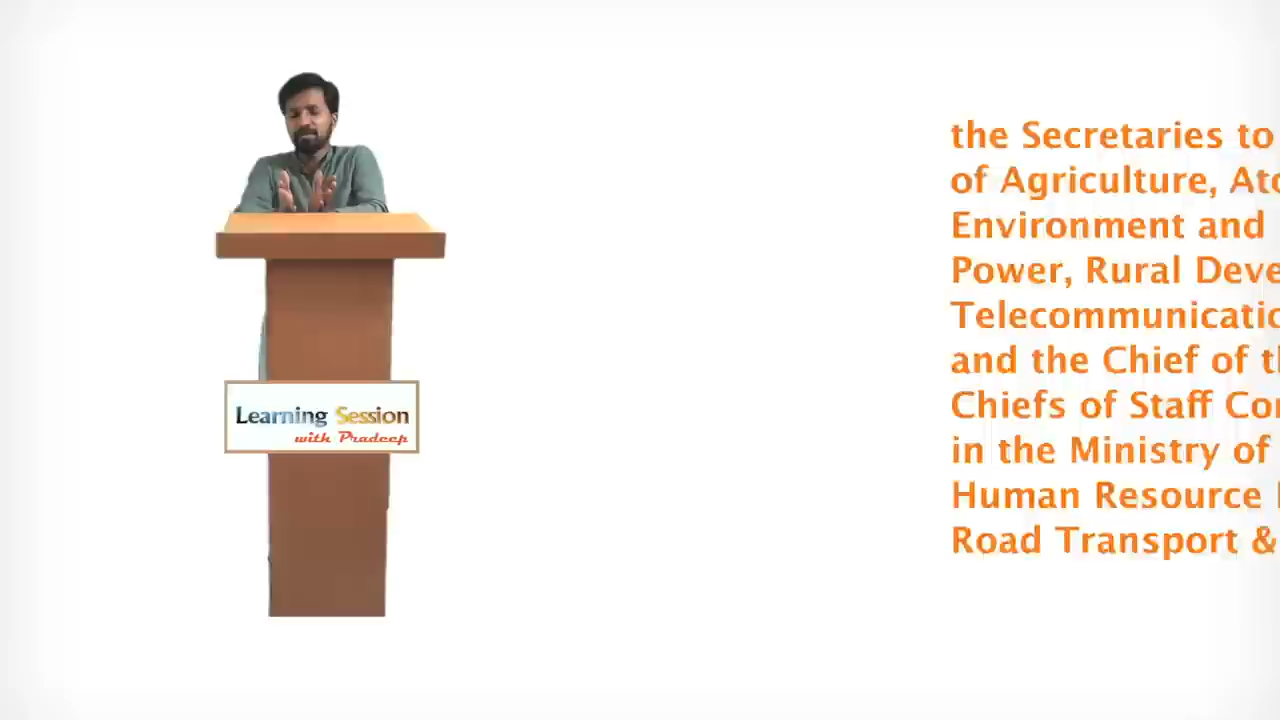 the Secretaries to
of Agriculture,
Environment and
Power, Rural
and the Chief of
Chiefs of Staff
in the Ministry of
Human Resource
Road Transport &
Learning Session
with Pradeep